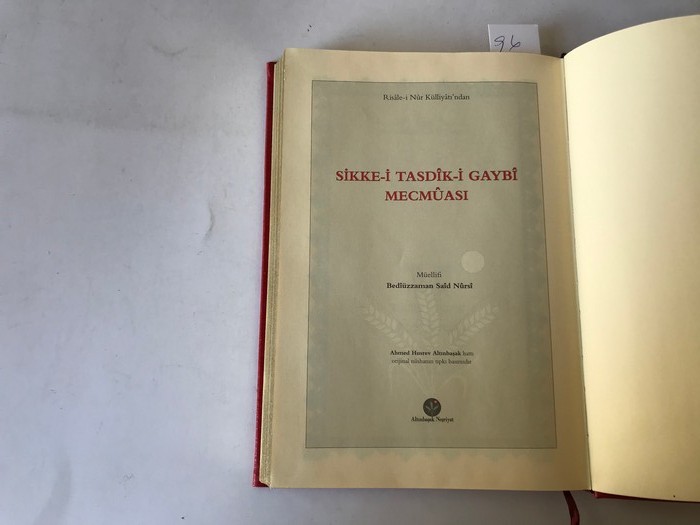 96
Risâle-i Nûr Külliyâtı'ndan
SİKKE-İ TASDÎK-İ GAYBÎ
MECMÛASI
Müellifi
Bedîüzzaman Saîd Nûrsî
Ahmed Husrev Altınbaşak hattı
orijinal nüshanın tıpkı basımıdır
Altınbaşak Neşriyat